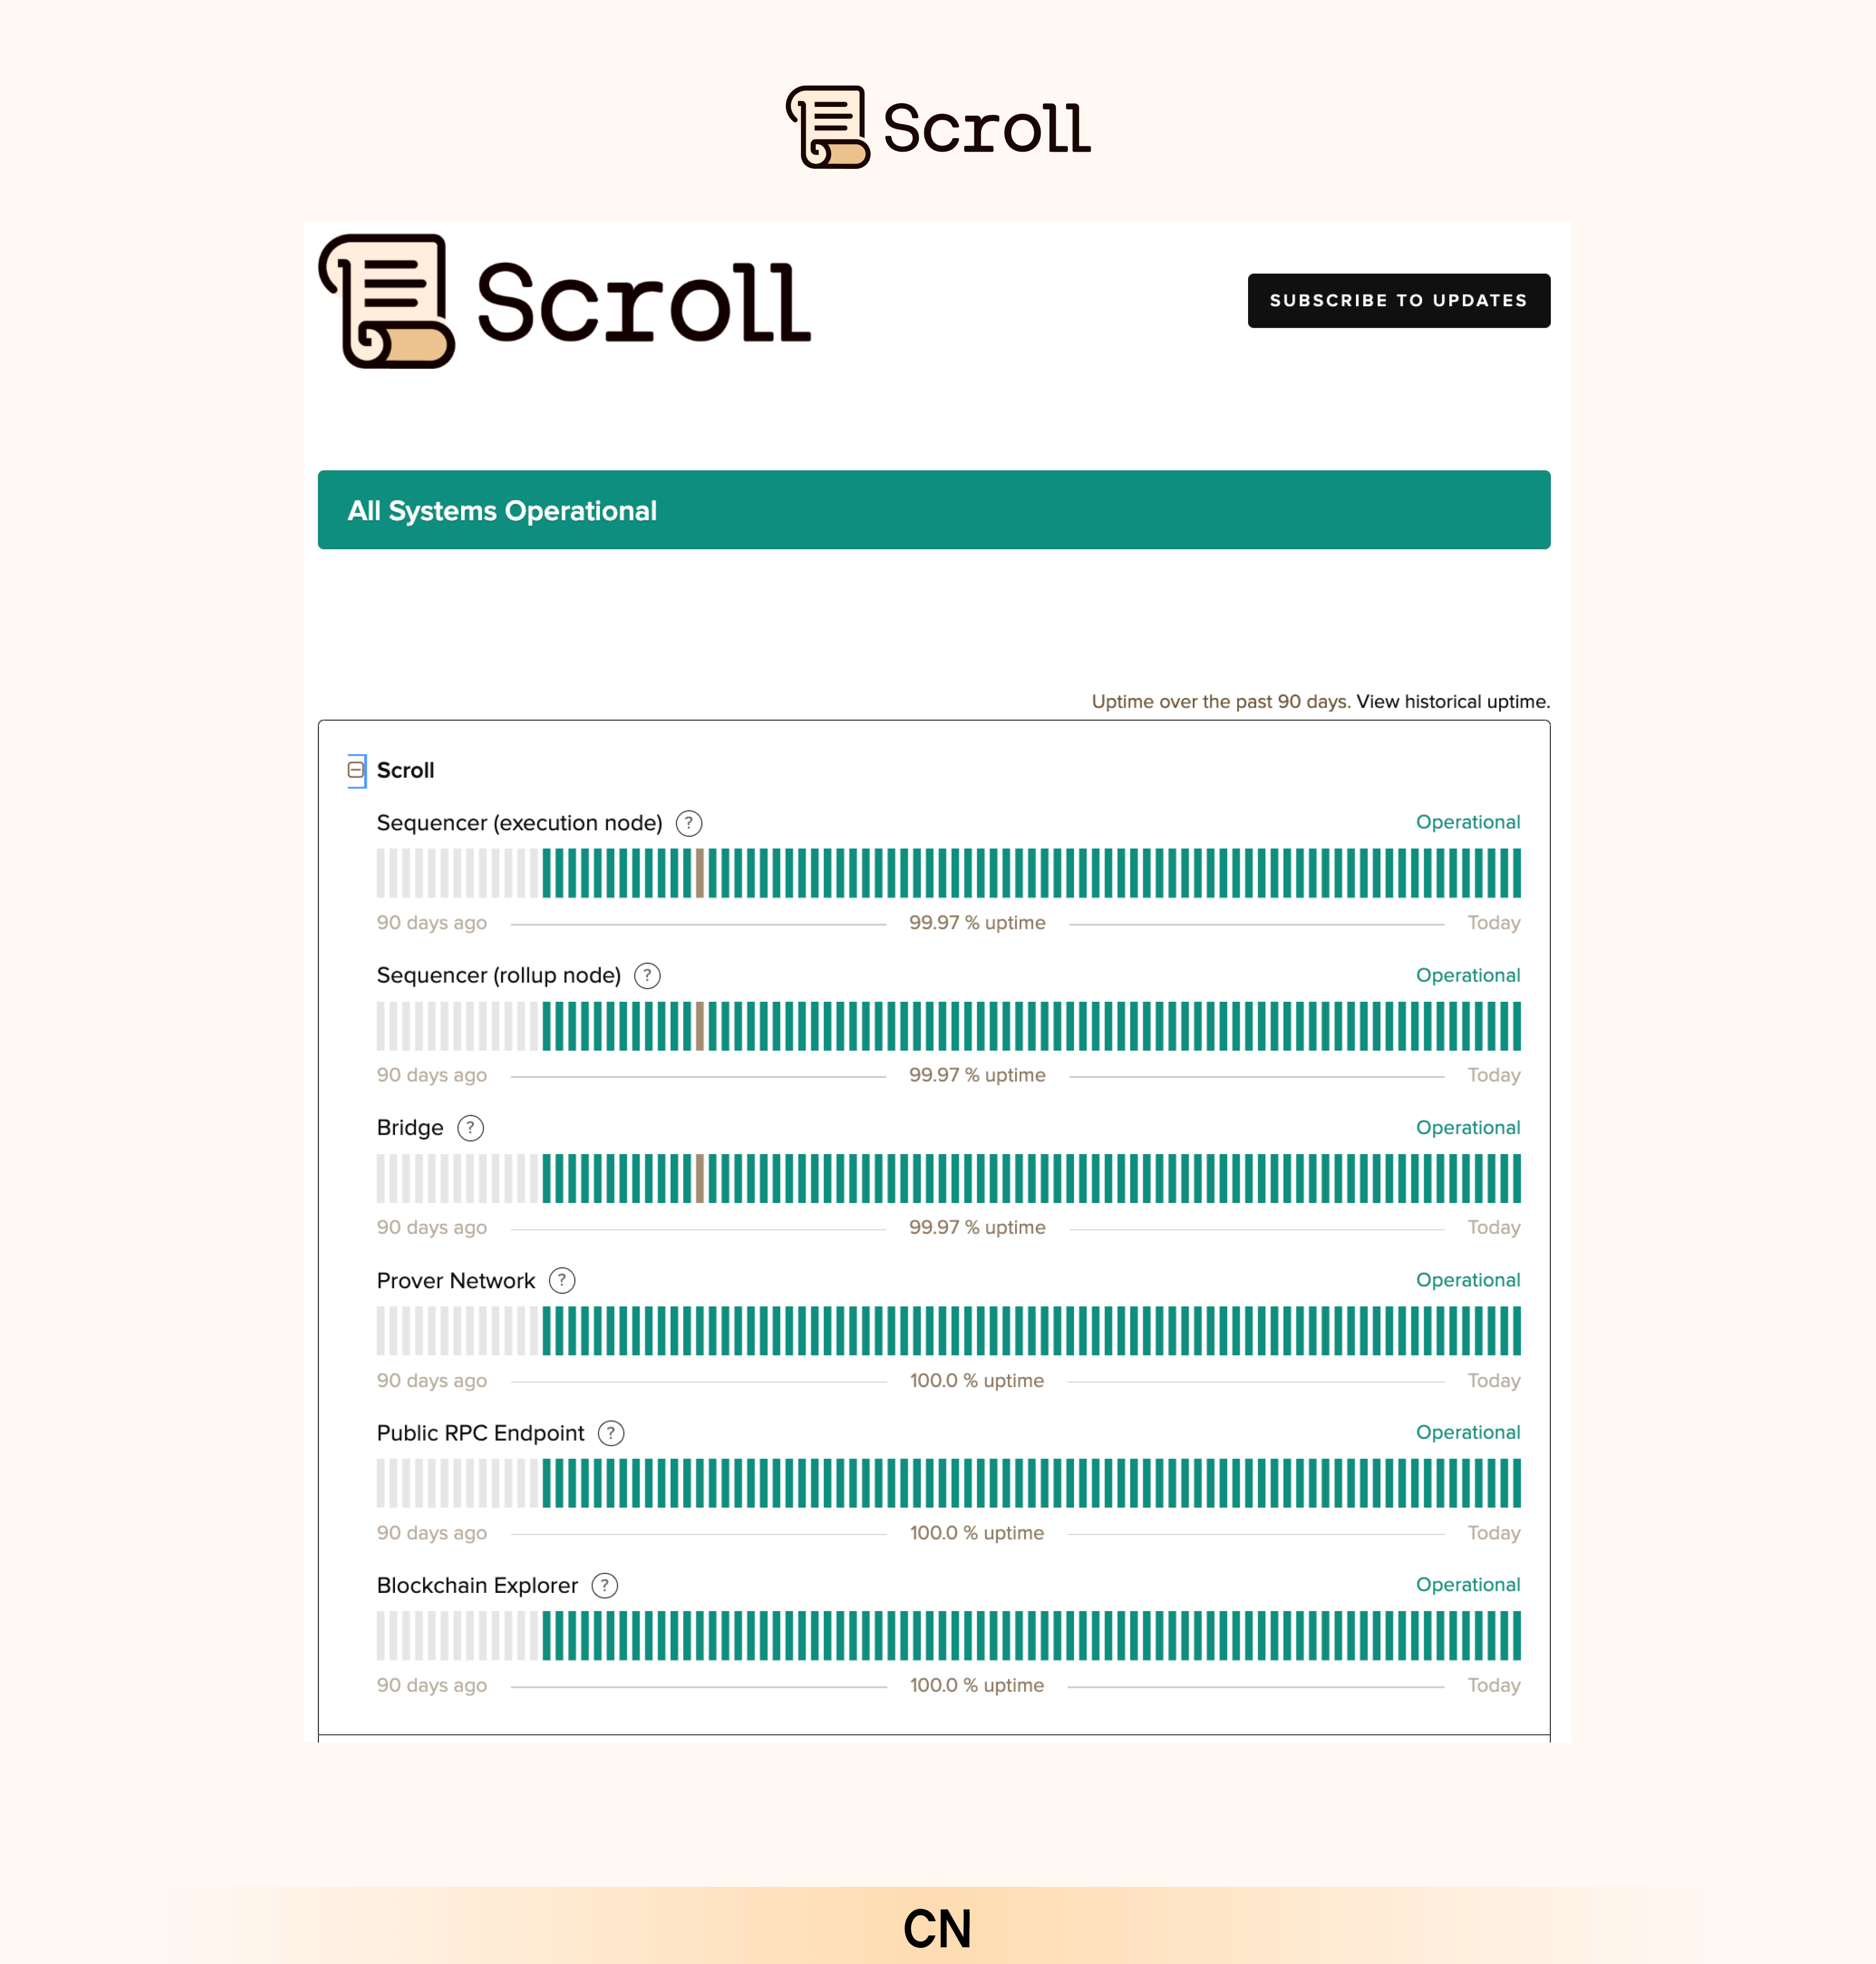 Scroll
Scroll
SUBSCRIBE TO UPDATES
All Systems Operational
Uptime over the past 90 days. View historical uptime.
Scroll
Sequencer (execution node) ? Operational
90 days ago 99.97 % uptime Today
Sequencer (rollup node) ? Operational
90 days ago 99.97 % uptime Today
Bridge ? Operational
90 days ago 99.97 % uptime Today
Prover Network ? Operational
90 days ago 100.0 % uptime Today
Public RPC Endpoint ? Operational
90 days ago 100.0 % uptime Today
Blockchain Explorer ? Operational
90 days ago 100.0 % uptime Today
CN